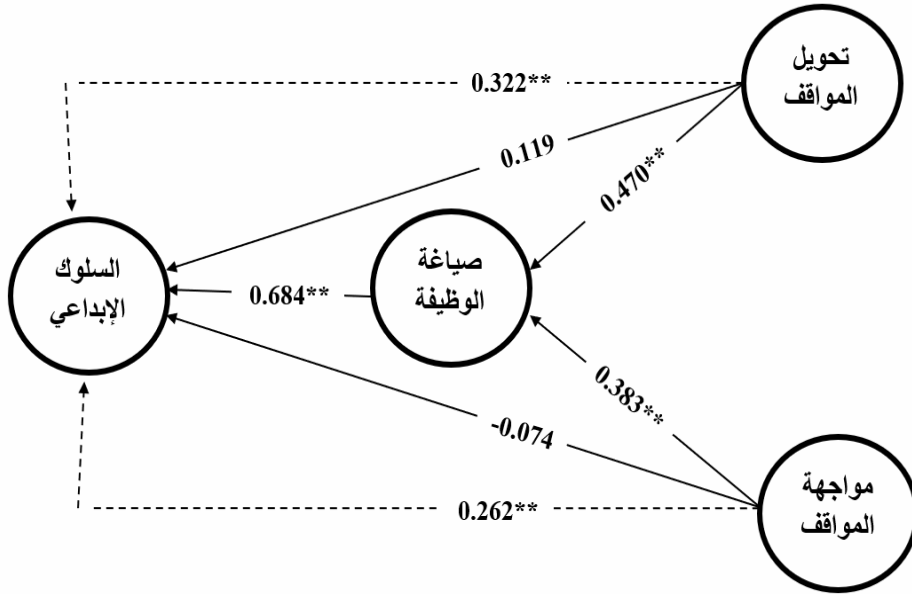 تحويل
المواقف
0.322**
0.119
0.470**
صياغة
الوظيفة
السلوك
الإبداعي
0.684**
0.383**
-0.074
مواجهة
المواقف
0.262**